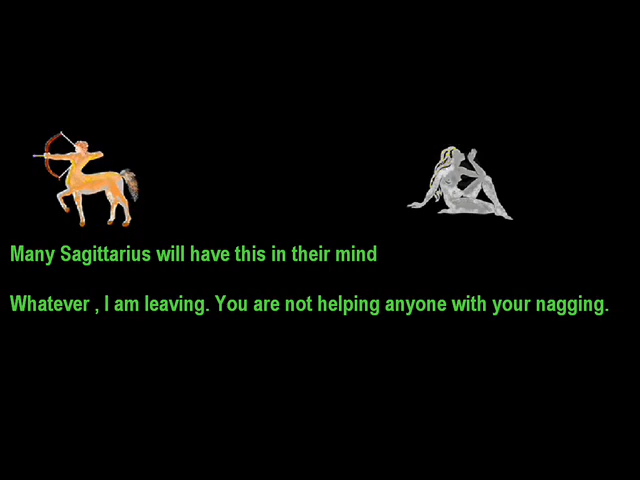 Many Sagittarius will have this in their mind
Whatever , I am leaving. You are not helping anyone with your nagging.